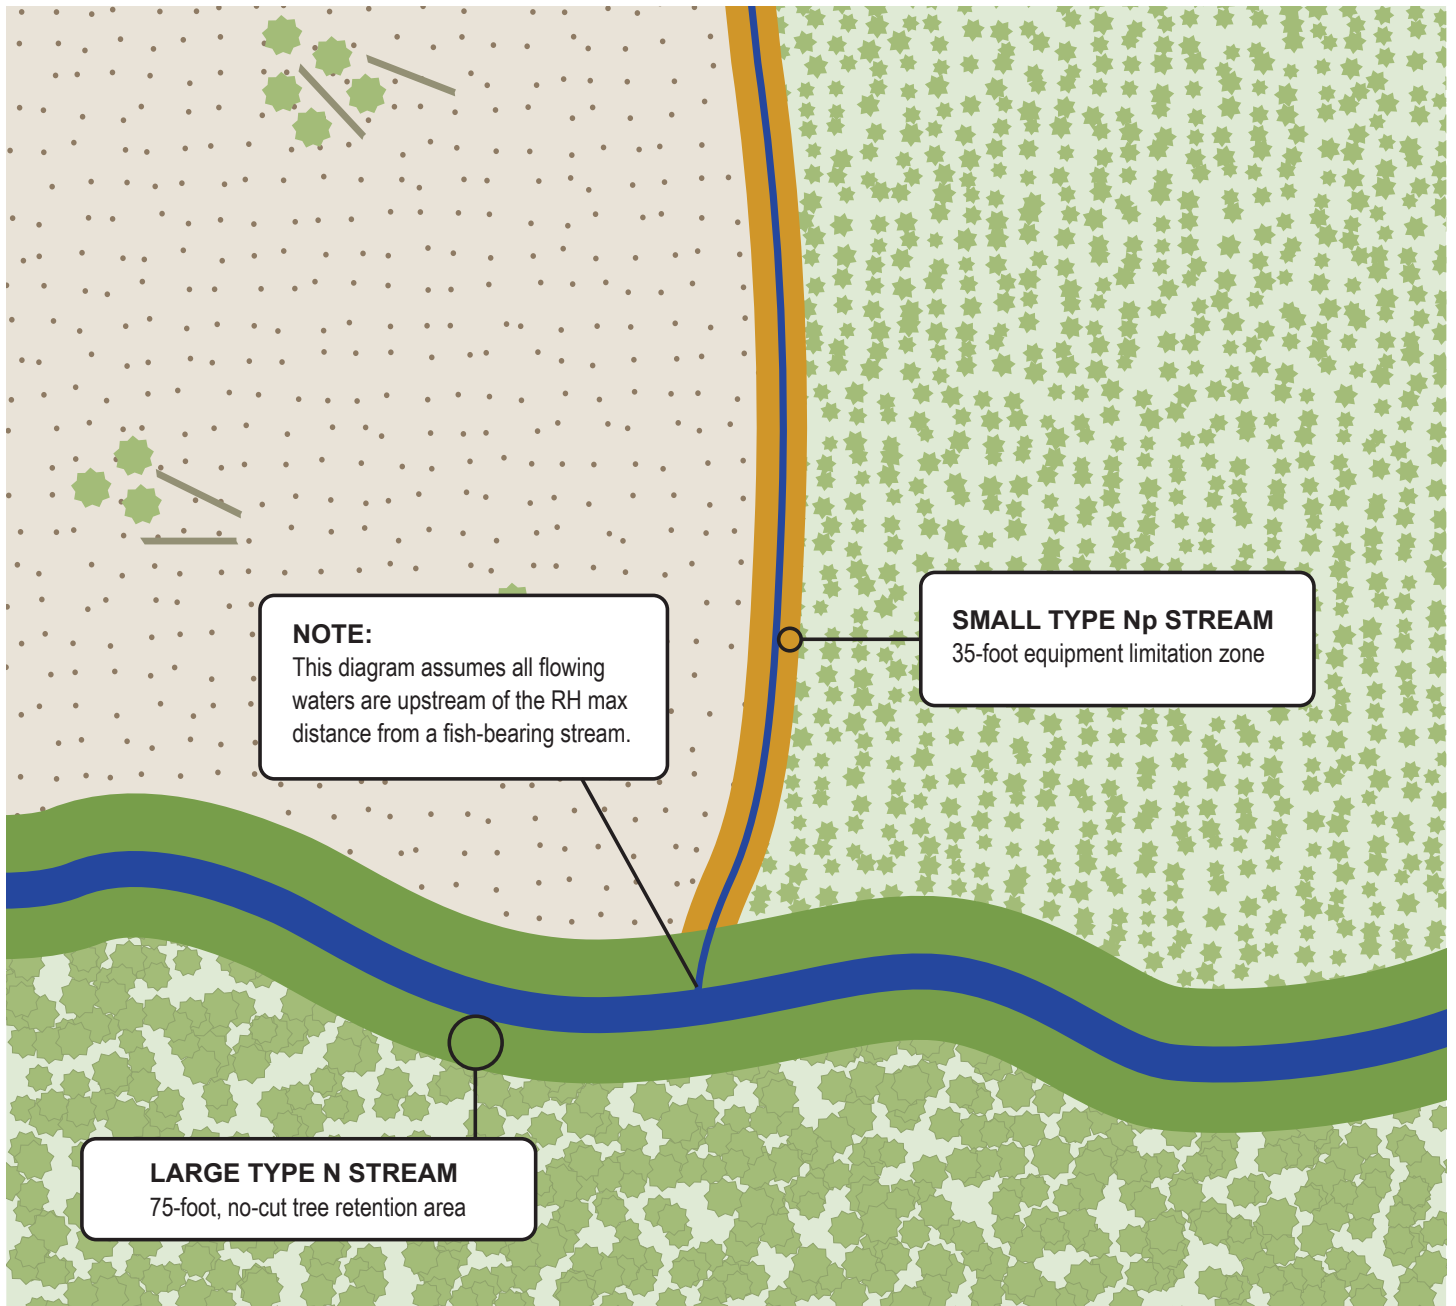 NOTE:
This diagram assumes all flowing
waters are upstream of the RH max
distance from a fish-bearing stream.
SMALL TYPE Np STREAM
35-foot equipment limitation zone
LARGE TYPE N STREAM
75-foot, no-cut tree retention area